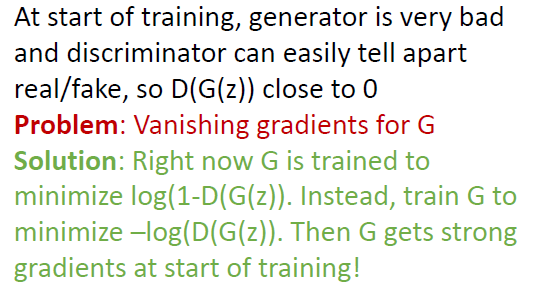 At start of training, generator is very bad
and discriminator can easily tell apart
real/fake, so D(G(z)) close to 0
Problem: Vanishing gradients for G
Solution: Right now G is trained to
minimize log(1-D(G(z)). Instead, train G to
minimize –log(D(G(z)). Then G gets strong
gradients at start of training!